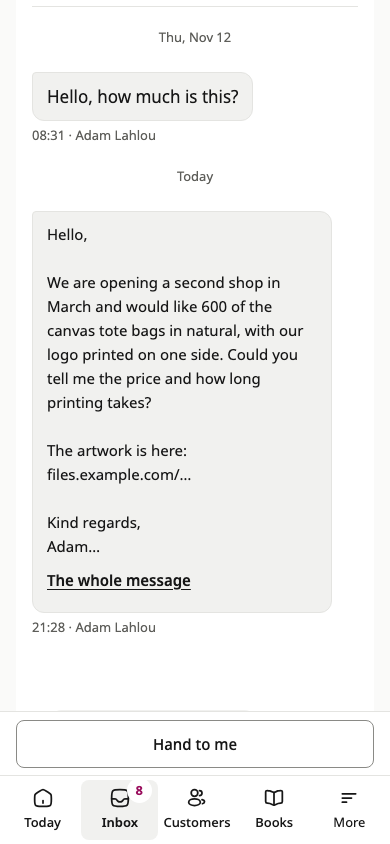 Thu, Nov 12
Hello, how much is this?
08:31 · Adam Lahlou
Today
Hello,
We are opening a second shop in
March and would like 600 of the
canvas tote bags in natural, with our
logo printed on one side. Could you
tell me the price and how long
printing takes?
The artwork is here:
files.example.com/...
Kind regards,
Adam...
The whole message
21:28 · Adam Lahlou
Hand to me
8
Today
Inbox
Customers
Books
More